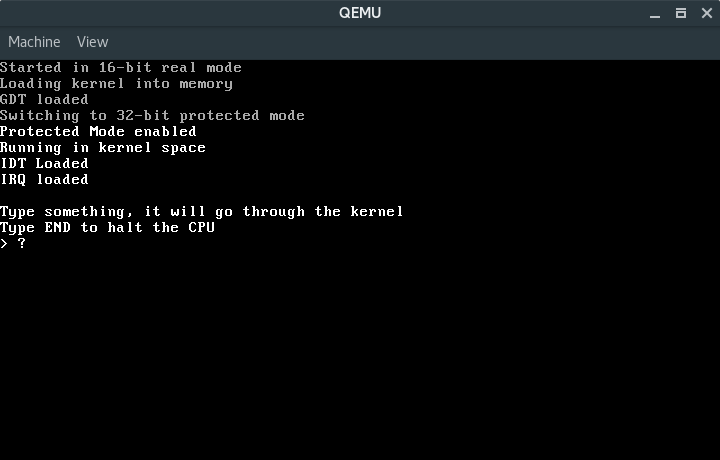 QEMU
Machine View
Started in 16-bit real mode
Loading kernel into memory
GDT loaded
Switching to 32-bit protected mode
Protected Mode enabled
Running in kernel space
IDT Loaded
IRQ loaded
Type something, it will go through the kernel
Type END to halt the CPU
> ?